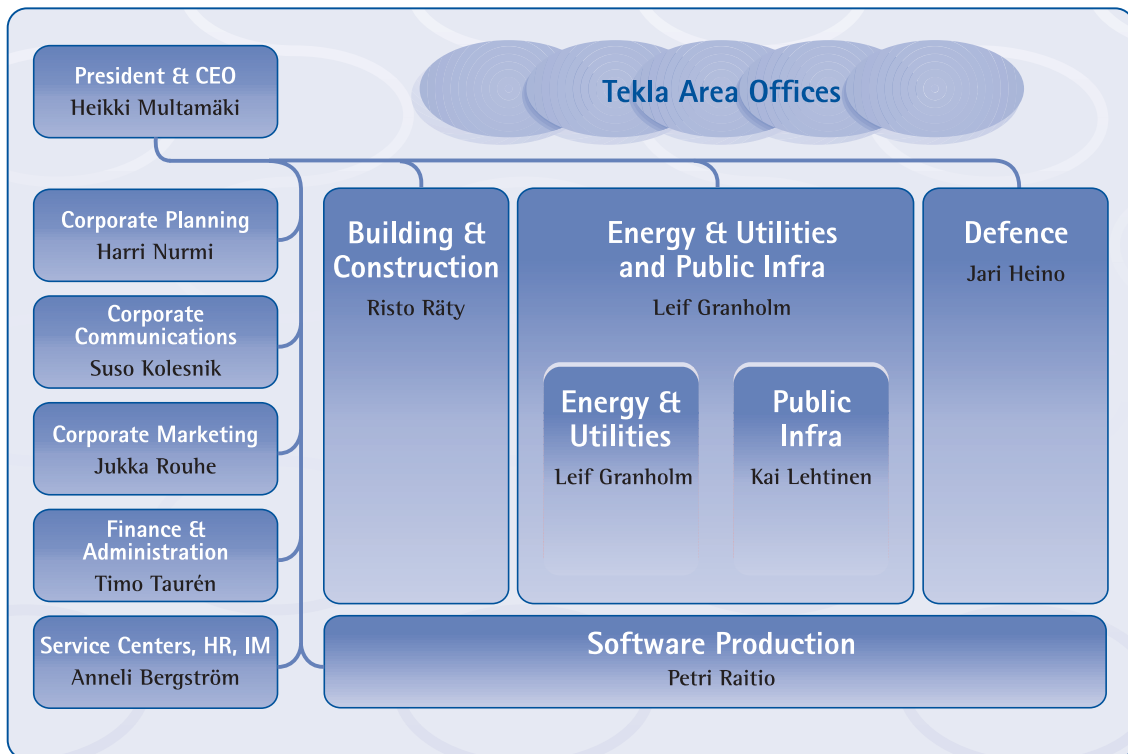 President & CEO
Heikki Multamäki
Tekla Area Offices
Corporate Planning
Harri Nurmi
Corporate
Communications
Suso Kolesnik
Corporate Marketing
Jukka Rouhe
Finance &
Administration
Timo Taurén
Service Centers, HR, IM
Anneli Bergström
Building &
Construction
Risto Räty
Energy & Utilities
and Public Infra
Leif Granholm
Energy &
Utilities
Leif Granholm
Public
Infra
Kai Lehtinen
Defence
Jari Heino
Software Production
Petri Raitio